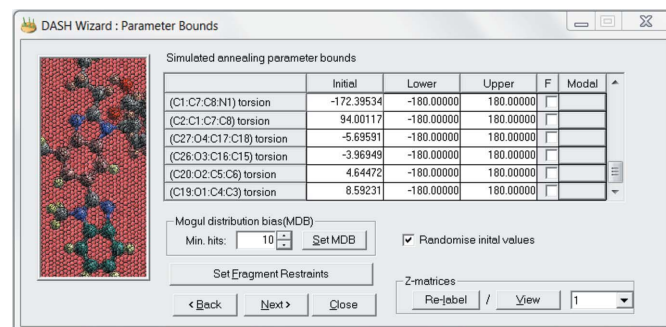 DASH Wizard : Parameter Bounds
Simulated annealing parameter bounds
Initial Lower Upper F Modal
(C1:C7:C8:N1) torsion -172.39534 -180.00000 180.00000
(C2:C1:C7:C8) torsion 94.00117 -180.00000 180.00000
(C27:O4:C17:C18) torsion -5.69591 -180.00000 180.00000
(C26:O3:C16:C15) torsion -3.96949 -180.00000 180.00000
(C20:O2:C5:C6) torsion 4.64472 -180.00000 180.00000
(C19:O1:C4:C3) torsion 8.59231 -180.00000 180.00000
Mogul distribution bias(MDB)
Min. hits: 10 Set MDB
Randomise inital values
Set Fragment Restraints
Z-matrices
Re-label / View 1
< Back Next > Close